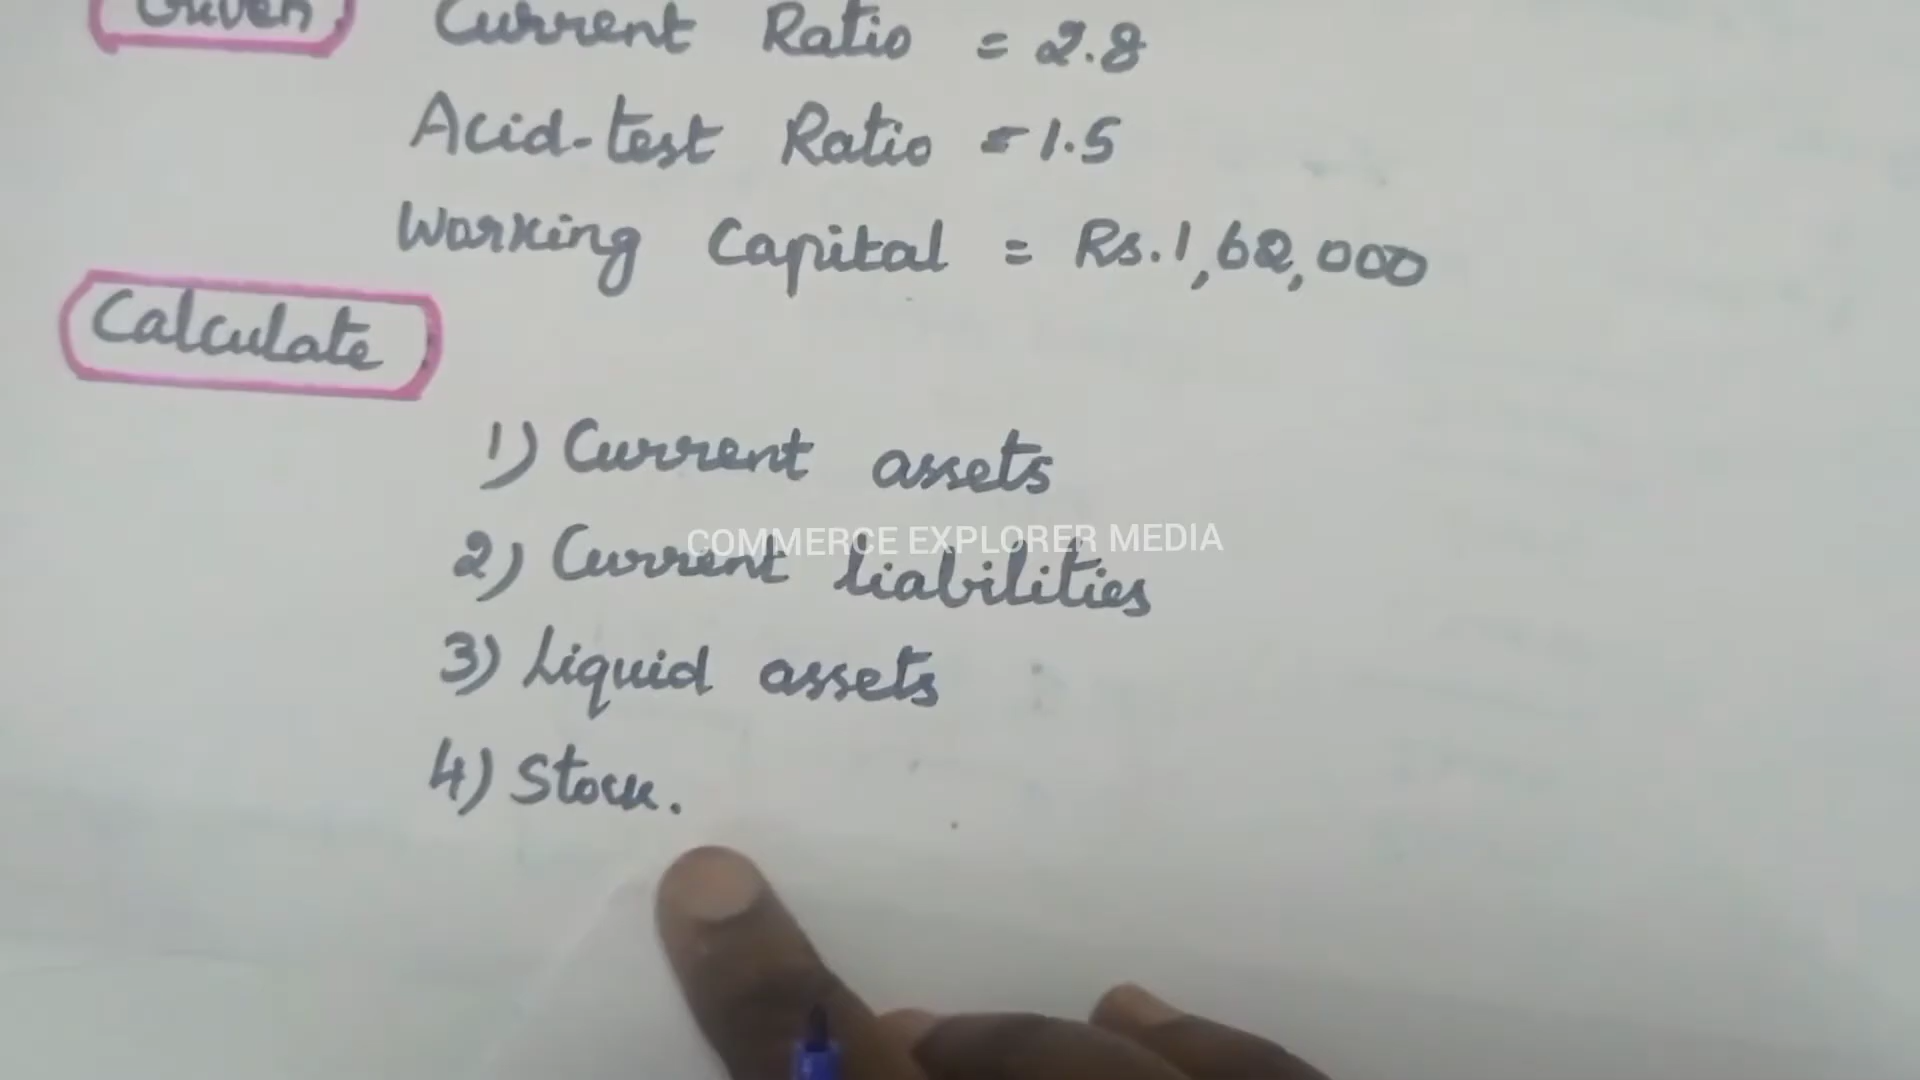 Given
Current Ratio = 2.8
Acid-test Ratio = 1.5
Working Capital = Rs.1,62,000
Calculate
1) Current assets
COMMERCE EXPLORER MEDIA
2) Current liabilities
3) Liquid assets
4) Stock.